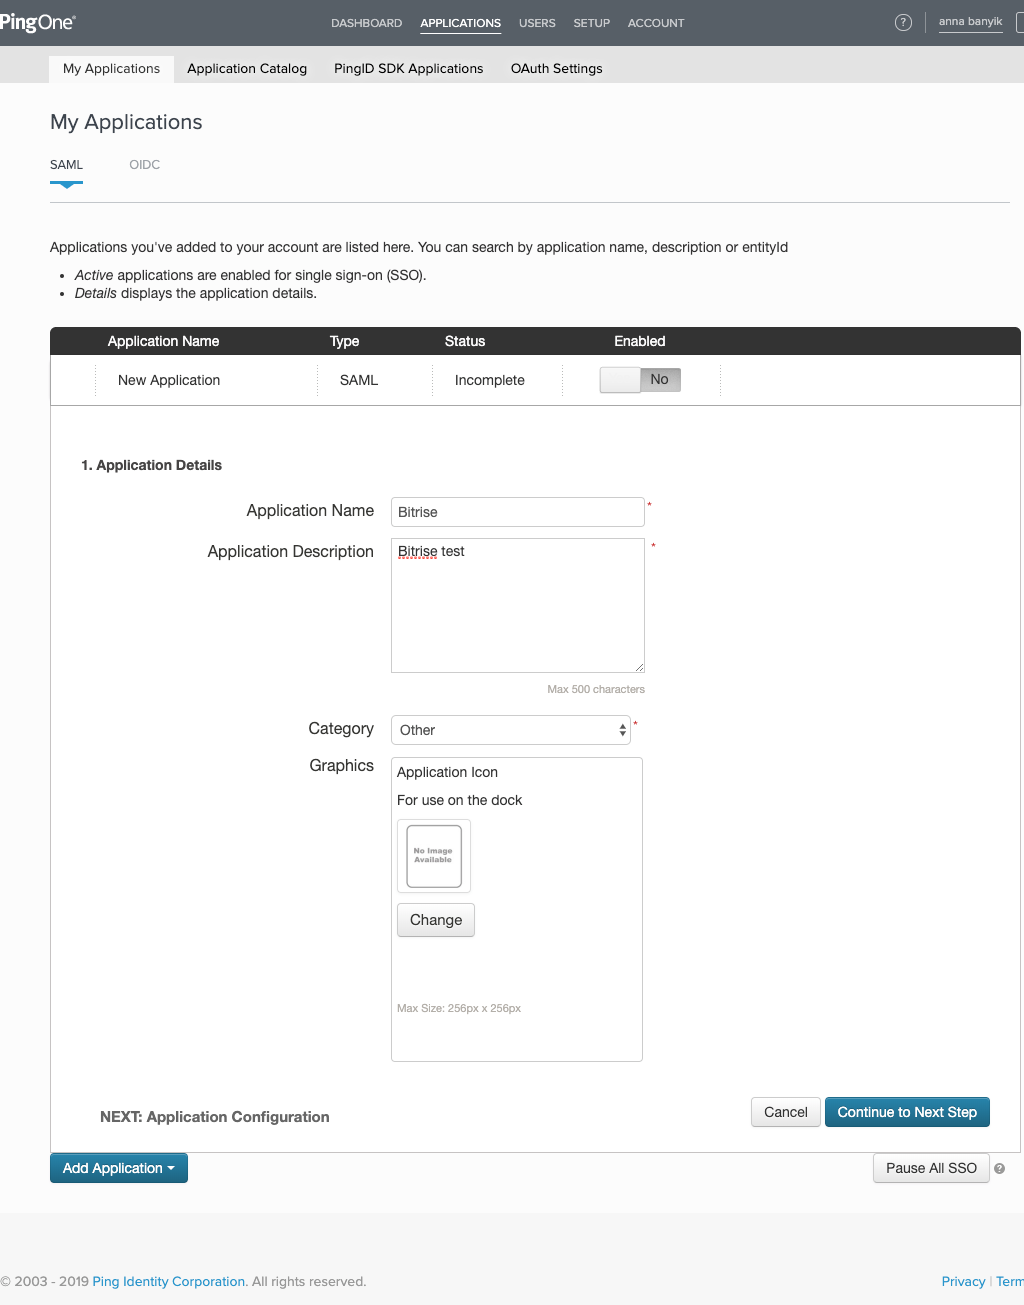 PingOne®
DASHBOARD APPLICATIONS USERS SETUP ACCOUNT
? anna banyik
My Applications Application Catalog PingID SDK Applications OAuth Settings
My Applications
SAML OIDC
Applications you've added to your account are listed here. You can search by application name, description or entityId
• Active applications are enabled for single sign-on (SSO).
• Details displays the application details.
Application Name Type Status Enabled
New Application SAML Incomplete No
1. Application Details
Application Name Bitrise *
Application Description Bitrise test *
Max 500 characters
Category Other *
Graphics Application Icon
For use on the dock
No Image
Available
Change
Max Size: 256px x 256px
NEXT: Application Configuration Cancel Continue to Next Step
Add Application Pause All SSO ?
© 2003 - 2019 Ping Identity Corporation. All rights reserved. Privacy | Term